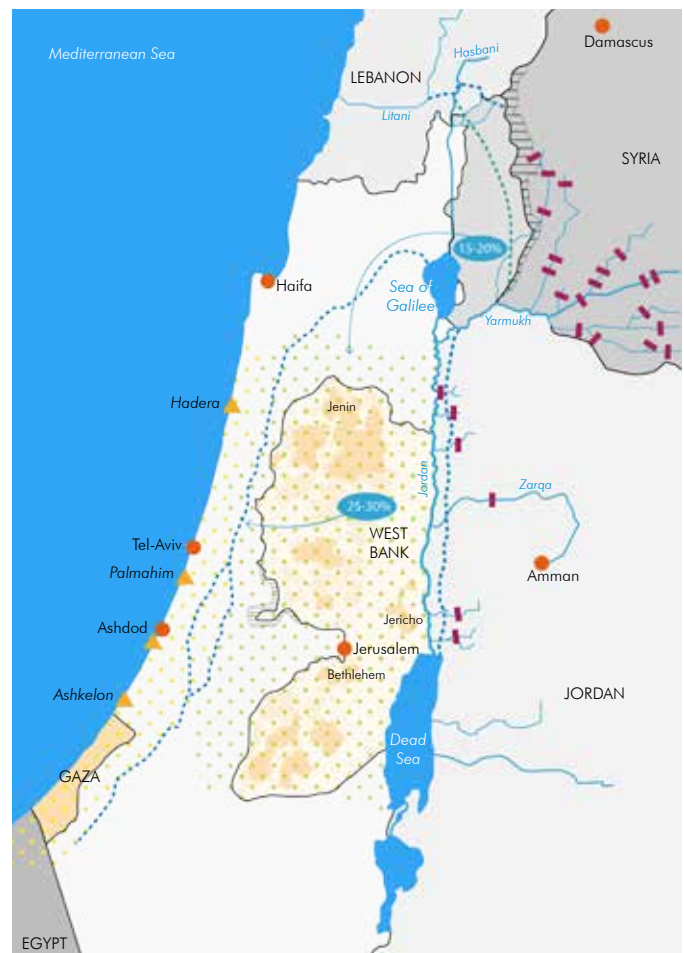 Damascus
Mediterranean Sea
Hasbani
LEBANON
Litani
SYRIA
15-20%
Haifa
Sea of
Galilee
Yarmukh
Hadera
Jenin
Jordan
Zarqa
25-30%
WEST
BANK
Tel-Aviv
Palmahim
Amman
Ashdod
Jericho
Jerusalem
Bethlehem
Ashkelon
JORDAN
Dead
Sea
GAZA
EGYPT